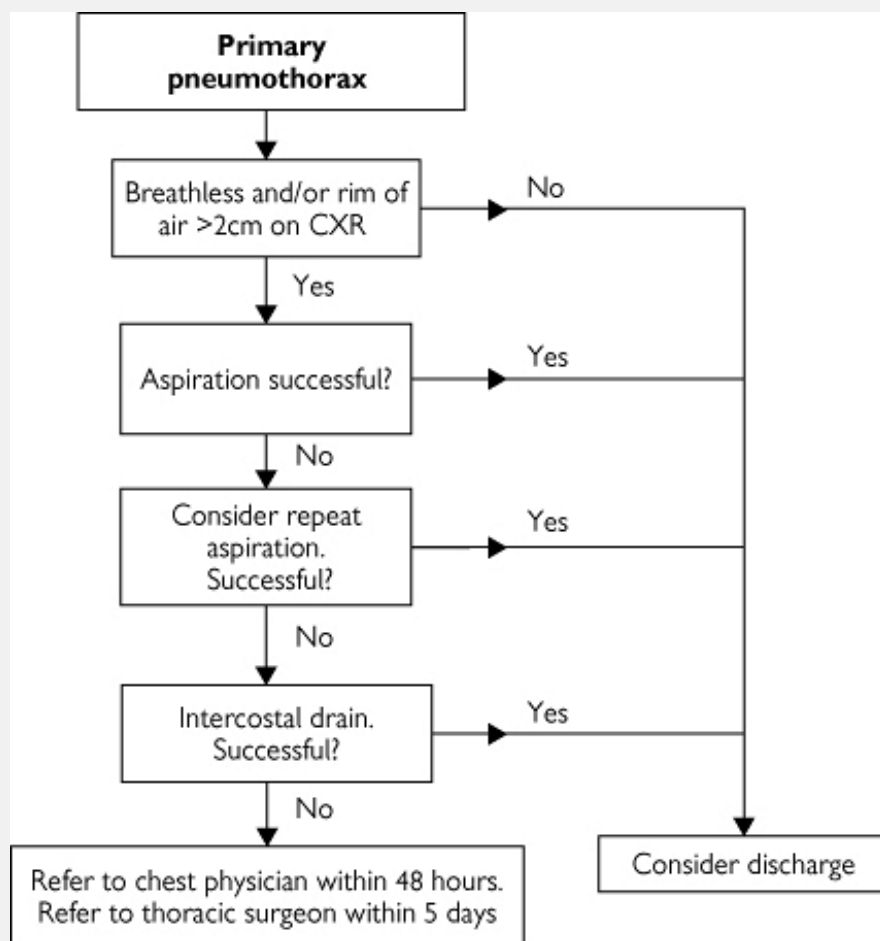 Primary
pneumothorax
Breathless and/or rim of
air >2cm on CXR
No
Yes
Aspiration successful?
Yes
No
Consider repeat
aspiration.
Successful?
Yes
No
Intercostal drain.
Successful?
Yes
No
Refer to chest physician within 48 hours.
Refer to thoracic surgeon within 5 days
Consider discharge